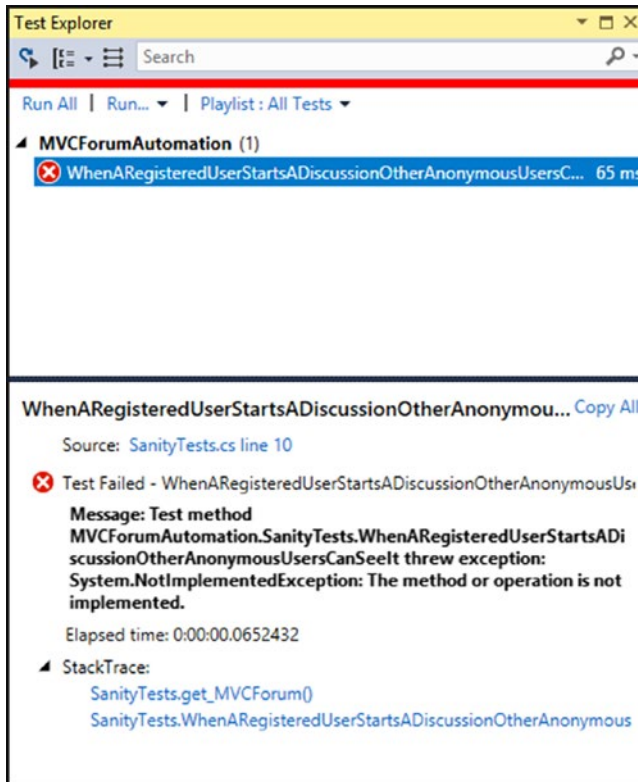 Test Explorer
Search
Run All | Run... | Playlist : All Tests
MVCForumAutomation (1)
WhenARegisteredUserStartsADiscussionOtherAnonymousUsersC... 65 ms
WhenARegisteredUserStartsADiscussionOtherAnonymou... Copy All
Source: SanityTests.cs line 10
Test Failed - WhenARegisteredUserStartsADiscussionOtherAnonymousUs
Message: Test method
MVCForumAutomation.SanityTests.WhenARegisteredUserStartsADi
scussionOtherAnonymousUsersCanSeeIt threw exception:
System.NotImplementedException: The method or operation is not
implemented.
Elapsed time: 0:00:00.0652432
StackTrace:
SanityTests.get_MVCForum()
SanityTests.WhenARegisteredUserStartsADiscussionOtherAnonymous